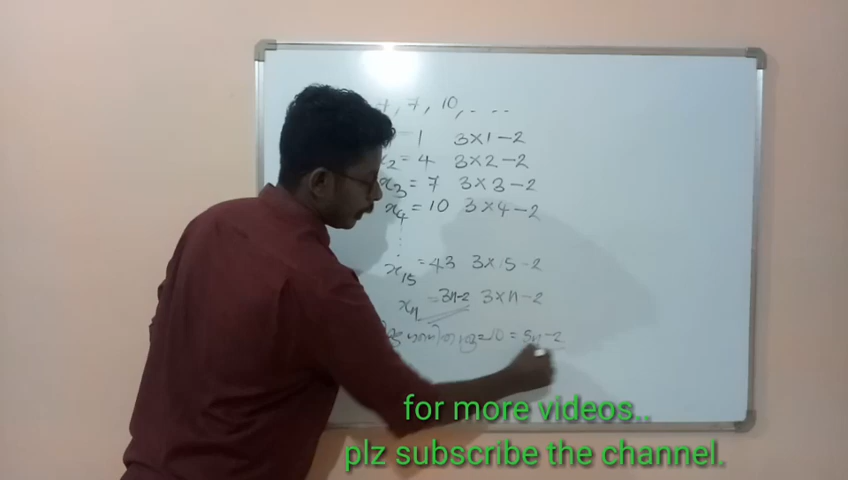 7, 10, . . . .
= 1 3×1-2
x₂ = 4 3×2-2
x₃ = 7 3×3-2
x₄ = 10 3×4-2
⋮
x₁₅ = 43 3×15-2
xₙ = 3n-2 3×n-2
for more videos..
plz subscribe the channel.